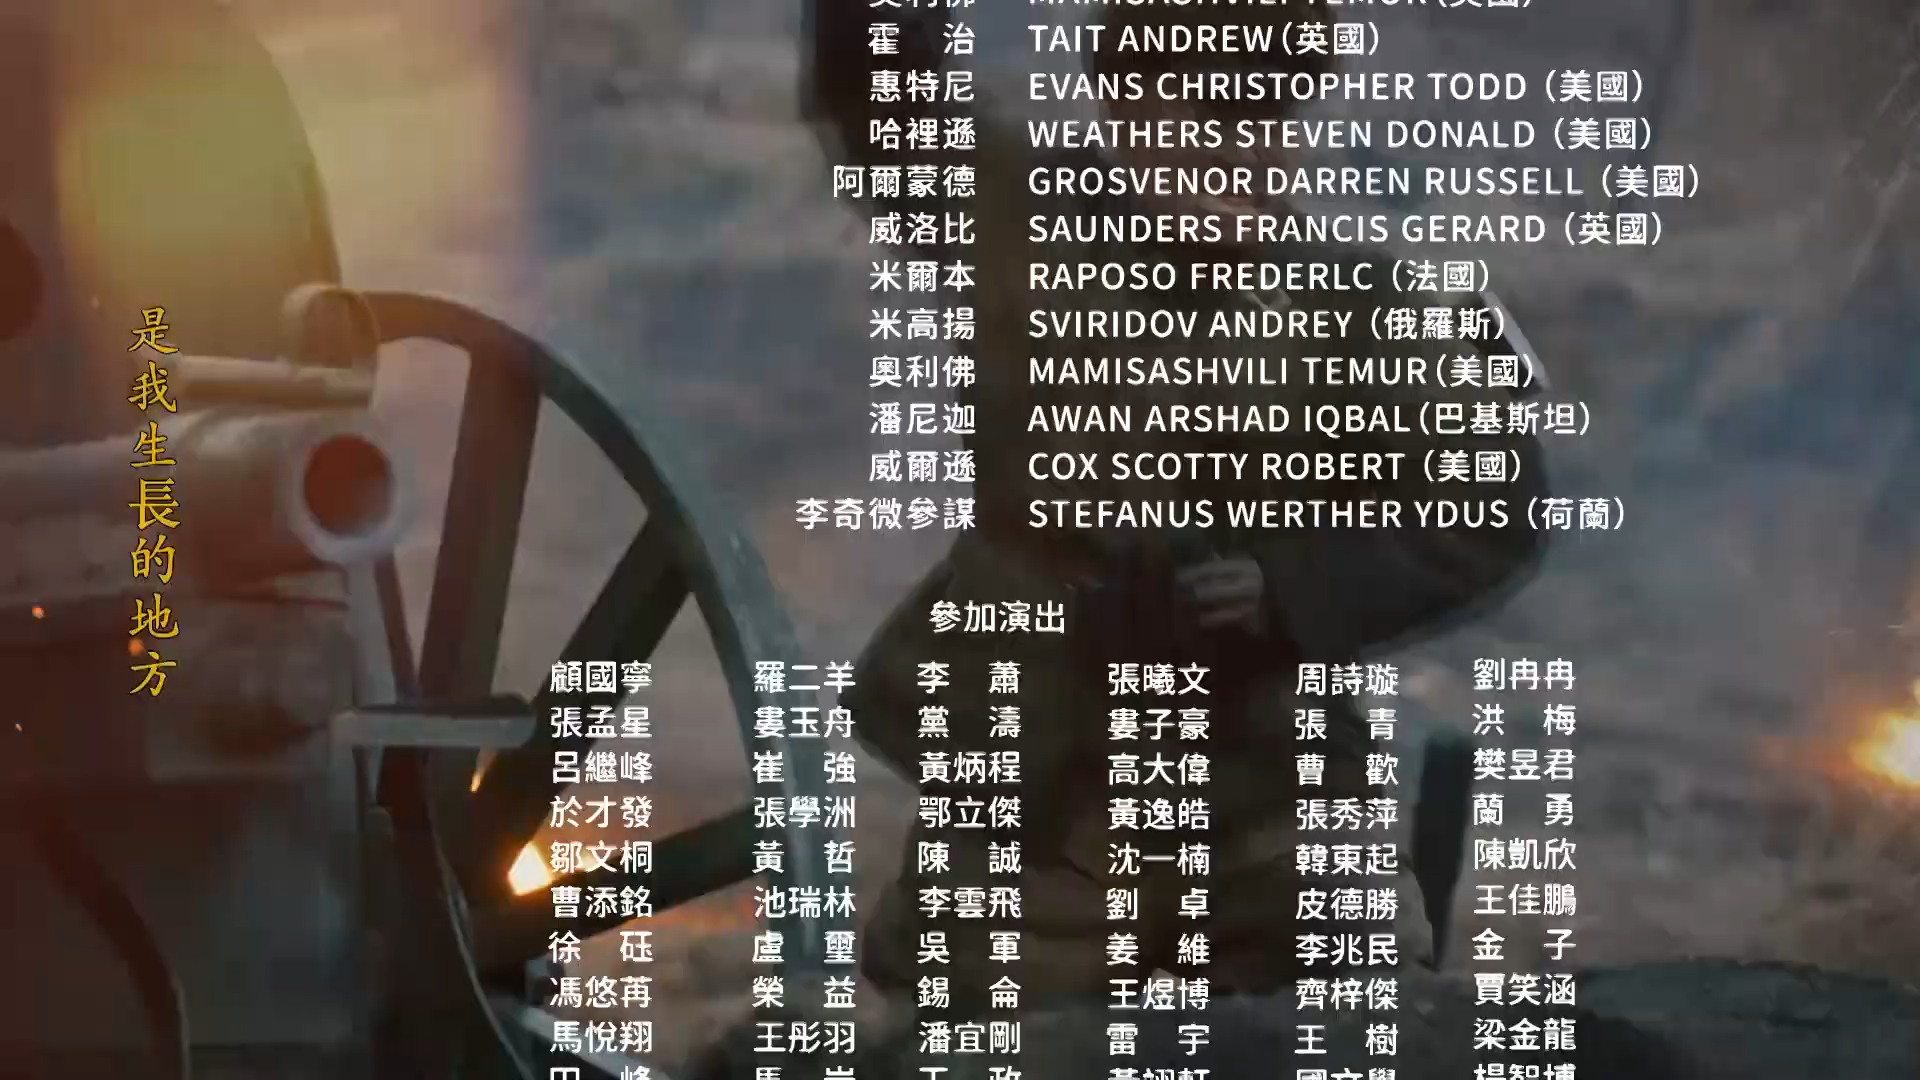 是我生長的地方
霍　治　TAIT ANDREW（英國）
惠特尼　EVANS CHRISTOPHER TODD（美國）
哈裡遜　WEATHERS STEVEN DONALD（美國）
阿爾蒙德　GROSVENOR DARREN RUSSELL（美國）
威洛比　SAUNDERS FRANCIS GERARD（英國）
米爾本　RAPOSO FREDERLC（法國）
米高揚　SVIRIDOV ANDREY（俄羅斯）
奧利佛　MAMISASHVILI TEMUR（美國）
潘尼迦　AWAN ARSHAD IQBAL（巴基斯坦）
威爾遜　COX SCOTTY ROBERT（美國）
李奇微參謀　STEFANUS WERTHER YDUS（荷蘭）
參加演出
顧國寧　羅二羊　李　蕭　張曦文　周詩璇　劉冉冉
張孟星　婁玉舟　黨　濤　婁子豪　張　青　洪　梅
呂繼峰　崔　強　黃炳程　高大偉　曹　歡　樊昱君
於才發　張學洲　鄂立傑　黃逸皓　張秀萍　蘭　勇
鄒文桐　黃　哲　陳　誠　沈一楠　韓東起　陳凱欣
曹添銘　池瑞林　李雲飛　劉　卓　皮德勝　王佳鵬
徐　砡　盧　璽　吳　軍　姜　維　李兆民　金　子
馮悠苒　榮　益　錫　侖　王煜博　齊梓傑　賈笑涵
馬悅翔　王彤羽　潘宜剛　雷　宇　王　樹　梁金龍